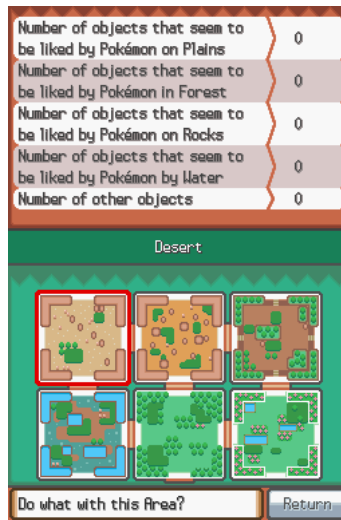 Number of objects that seem to
be liked by Pokémon on Plains
0
Number of objects that seem to
be liked by Pokémon in Forest
0
Number of objects that seem to
be liked by Pokémon on Rocks
0
Number of objects that seem to
be liked by Pokémon by Water
0
Number of other objects
0
Desert
Do what with this Area?
Return